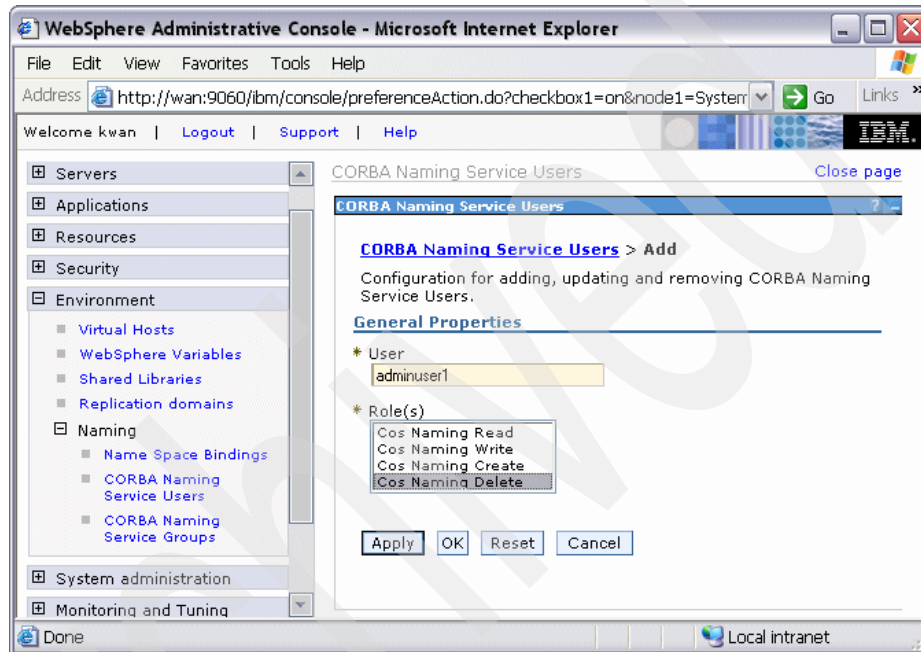 WebSphere Administrative Console - Microsoft Internet Explorer
File Edit View Favorites Tools Help
Address http://wan:9060/ibm/console/preferenceAction.do?checkbox1=on&node1=System Go Links »
Welcome kwan | Logout | Support | Help IBM.
Servers
Applications
Resources
Security
Environment
Virtual Hosts
WebSphere Variables
Shared Libraries
Replication domains
Naming
Name Space Bindings
CORBA Naming
Service Users
CORBA Naming
Service Groups
System administration
Monitoring and Tuning
CORBA Naming Service Users Close page
CORBA Naming Service Users ? –
CORBA Naming Service Users > Add
Configuration for adding, updating and removing CORBA Naming
Service Users.
General Properties
* User
adminuser1
* Role(s)
Cos Naming Read
Cos Naming Write
Cos Naming Create
Cos Naming Delete
Apply OK Reset Cancel
Done Local intranet